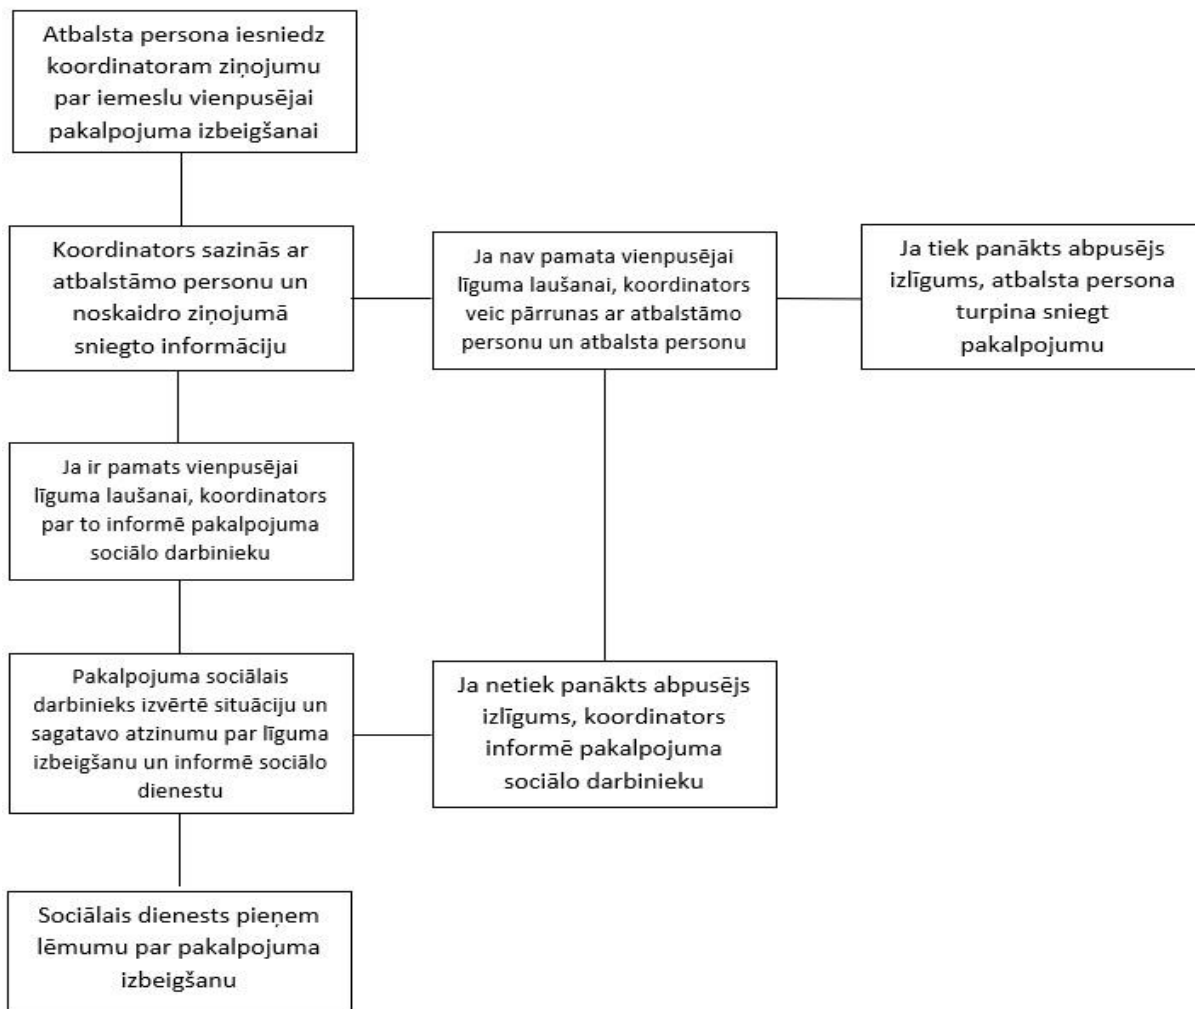 Atbalsta persona iesniedz
koordinatoram ziņojumu
par iemeslu vienpusējai
pakalpojuma izbeigšanai
Koordinators sazinās ar
atbalstāmo personu un
noskaidro ziņojumā
sniegto informāciju
Ja nav pamata vienpusējai
līguma laušanai, koordinators
veic pārrunas ar atbalstāmo
personu un atbalsta personu
Ja tiek panākts abpusējs
izlīgums, atbalsta persona
turpina sniegt
pakalpojumu
Ja ir pamats vienpusējai
līguma laušanai, koordinators
par to informē pakalpojuma
sociālo darbinieku
Pakalpojuma sociālais
darbinieks izvērtē situāciju un
sagatavo atzinumu par līguma
izbeigšanu un informē sociālo
dienestu
Ja netiek panākts abpusējs
izlīgums, koordinators
informē pakalpojuma
sociālo darbinieku
Sociālais dienests pieņem
lēmumu par pakalpojuma
izbeigšanu